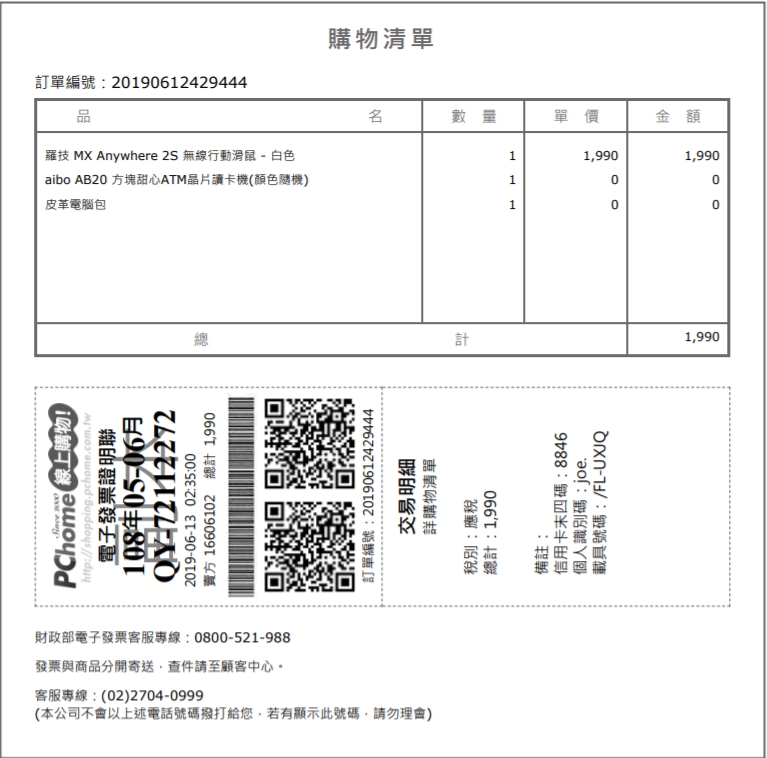 購物清單
訂單編號：20190612429444
品 名 數 量 單 價 金 額
羅技 MX Anywhere 2S 無線行動滑鼠 - 白色 1 1,990 1,990
aibo AB20 方塊甜心ATM晶片讀卡機(顏色隨機) 1 0 0
皮革電腦包 1 0 0
總 計 1,990
PChome 線上購物!
since 2000
http://shopping.pchome.com.tw
電子發票證明聯
108年05-06月
QY-72112272
2019-06-13 02:35:00
賣方 16606102 總計 1,990
訂單編號：20190612429444
交易明細
詳購物清單
稅別：應稅
總計：1,990
備註：
信用卡末四碼：8846
個人識別碼：joe.
載具號碼：/FL-UXIQ
財政部電子發票客服專線：0800-521-988
發票與商品分開寄送，查件請至顧客中心。
客服專線：(02)2704-0999
(本公司不會以上述電話號碼撥打給您，若有顯示此號碼，請勿理會)